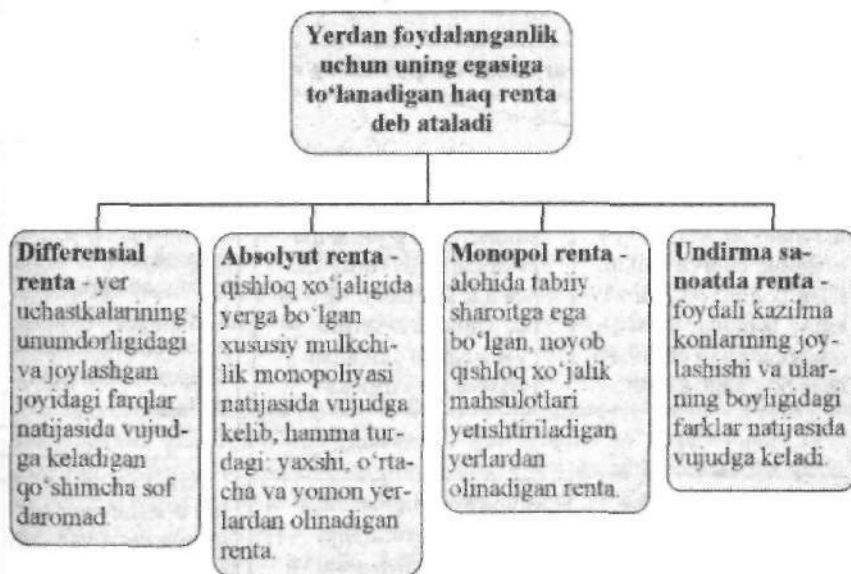 Yerdan foydalanganlik
uchun uning egasiga
to‘lanadigan haq renta
deb ataladi
Differensial
renta - yer
uchastkalarining
unumdorligidagi
va joylashgan
joyidagi farqlar
natijasida vujud-
ga keladigan
qo‘shimcha sof
daromad.
Absolyut renta -
qishloq xo‘jaligida
yerga bo‘lgan
xususiy mulkchi-
lik monopoliyasi
natijasida vujudga
kelib, hamma tur-
dagi: yaxshi, o‘rta-
cha va yomon yer-
lardan olinadigan
renta.
Monopol renta -
alohida tabiiy
sharoitga ega
bo‘lgan, noyob
qishloq xo‘jalik
mahsulotlari
yetishtiriladigan
yerlardan
olinadigan renta.
Undirma sa-
noatda renta -
foydali kazilma
konlarining joy-
lashishi va ular-
ning boyligidagi
farklar natijasida
vujudga keladi.